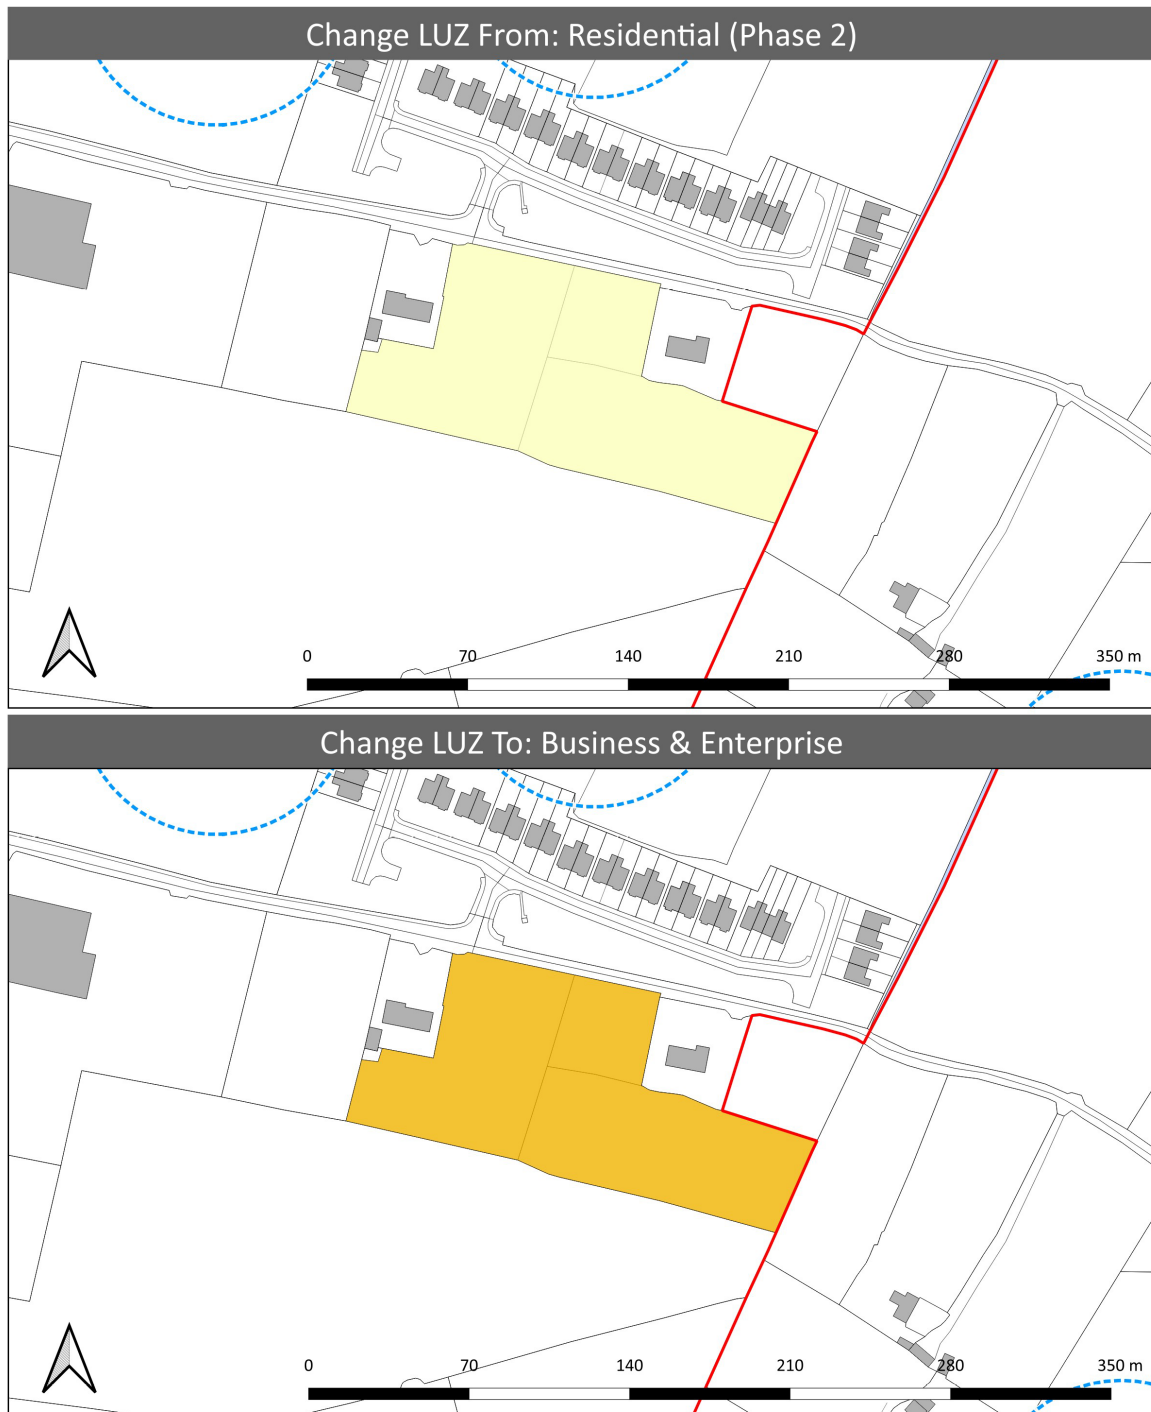 Change LUZ From: Residential (Phase 2)
0 70 140 210 280 350 m
Change LUZ To: Business & Enterprise
0 70 140 210 280 350 m